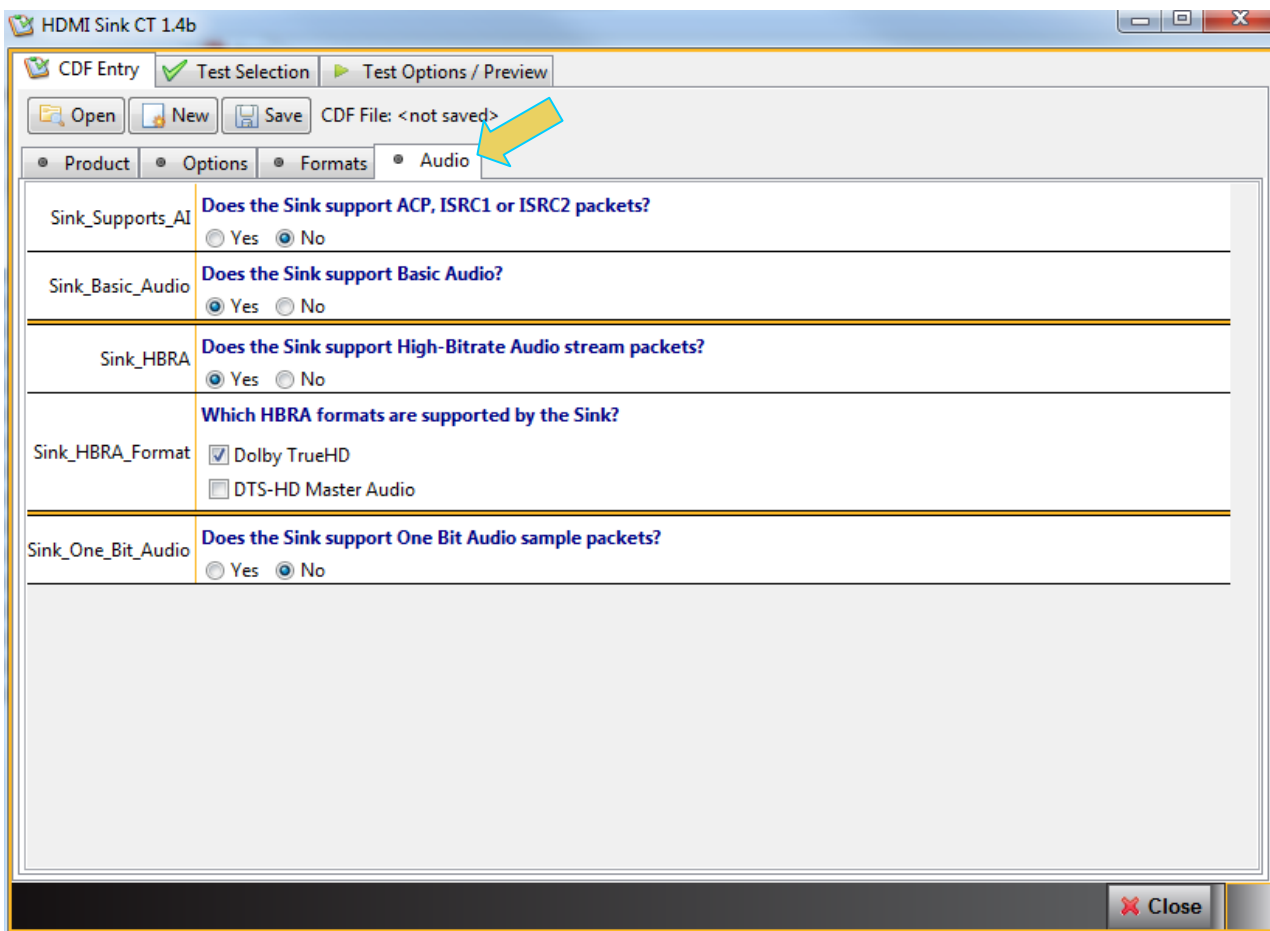 HDMI Sink CT 1.4b
CDF Entry Test Selection Test Options / Preview
Open New Save CDF File: <not saved>
Product Options Formats Audio
Sink_Supports_AI Does the Sink support ACP, ISRC1 or ISRC2 packets?
Yes No
Sink_Basic_Audio Does the Sink support Basic Audio?
Yes No
Sink_HBRA Does the Sink support High-Bitrate Audio stream packets?
Yes No
Which HBRA formats are supported by the Sink?
Sink_HBRA_Format Dolby TrueHD
DTS-HD Master Audio
Sink_One_Bit_Audio Does the Sink support One Bit Audio sample packets?
Yes No
Close